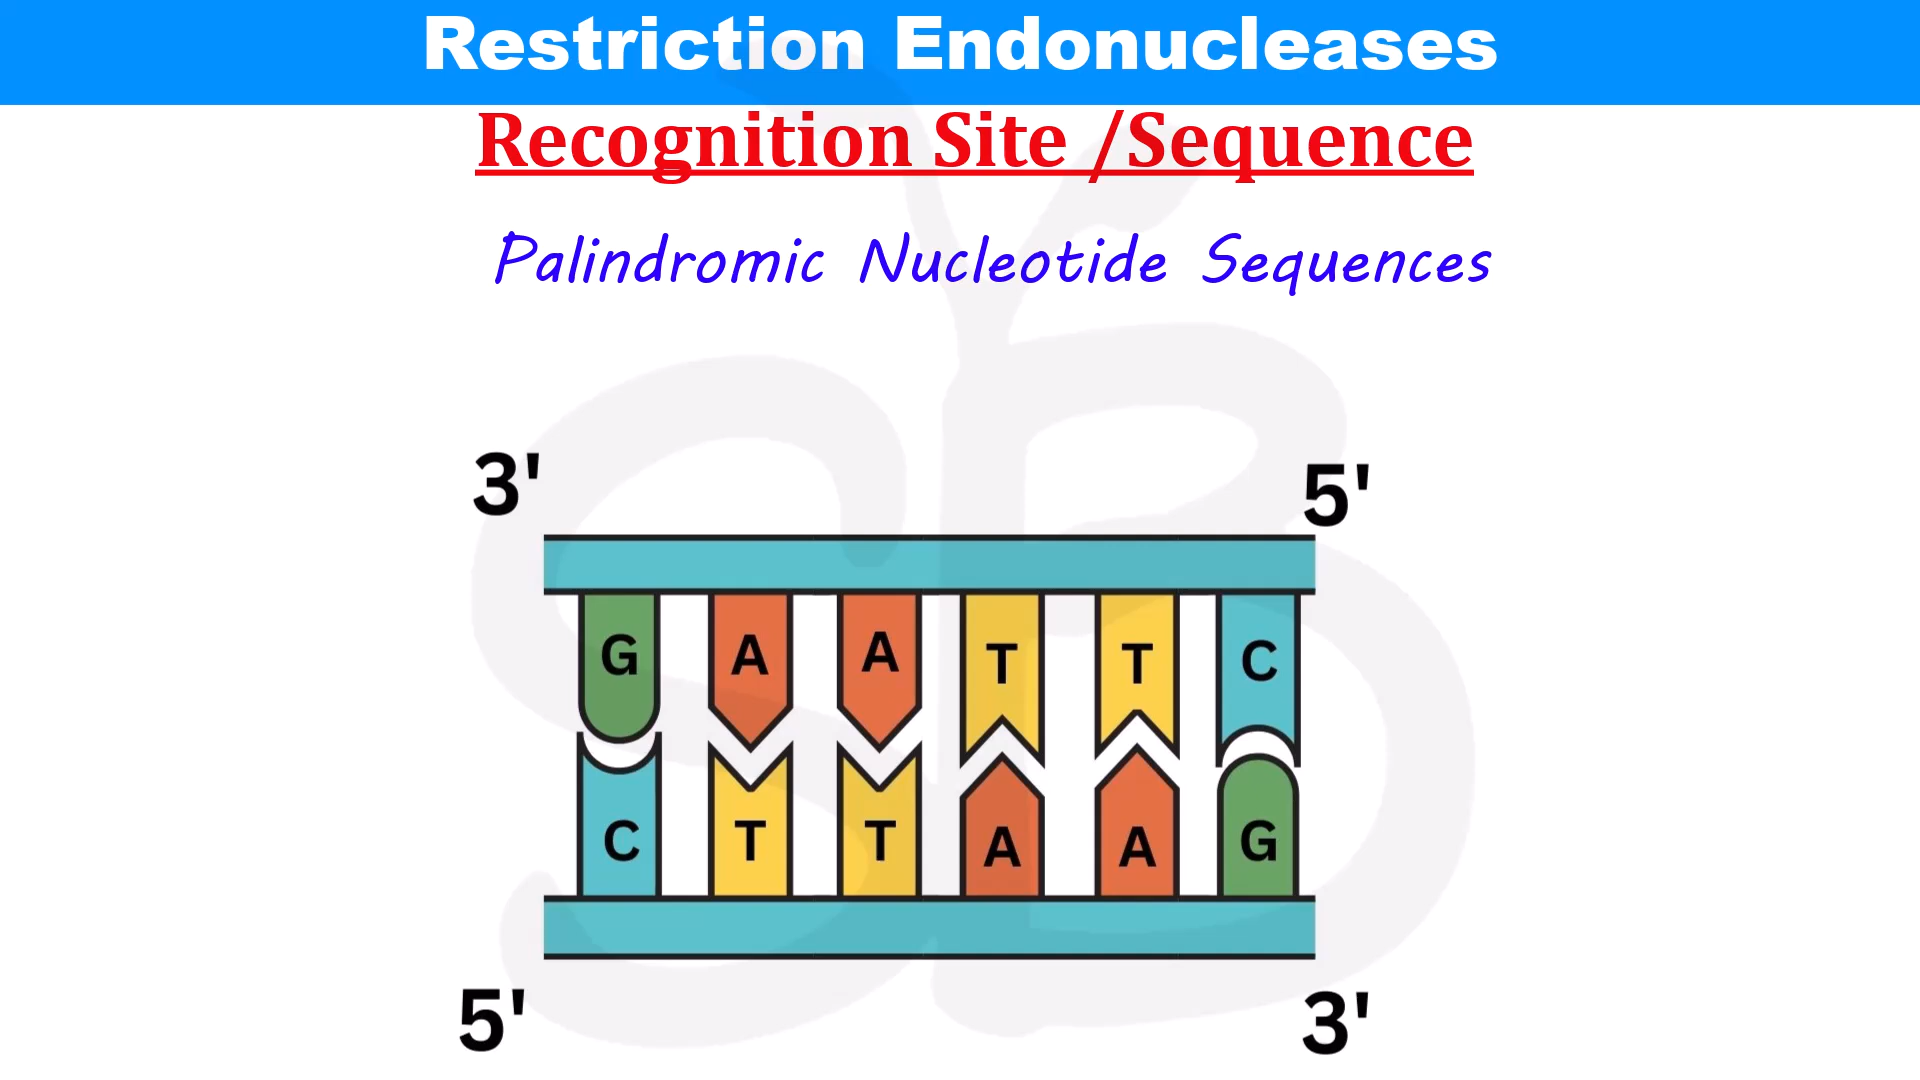 Restriction Endonucleases
Recognition Site /Sequence
Palindromic Nucleotide Sequences
3' 5'
G A A T T C
C T T A A G
5' 3'